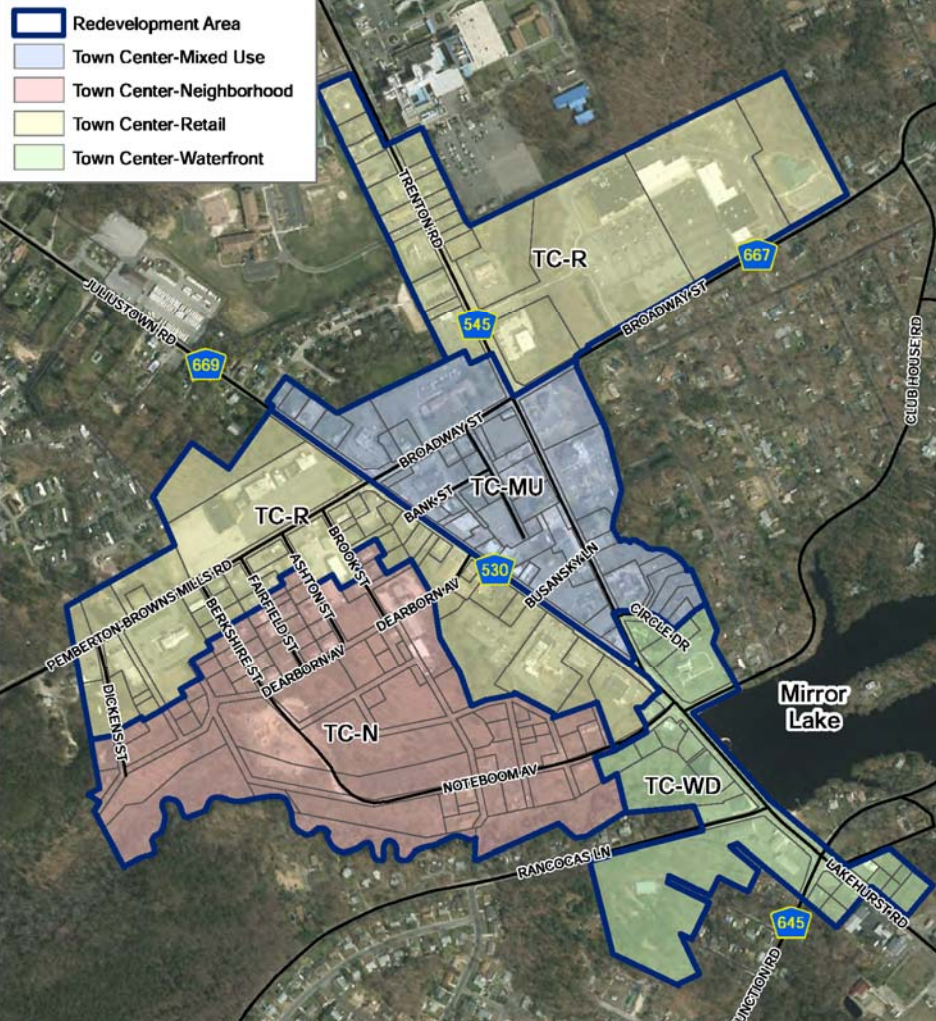 Redevelopment Area
Town Center-Mixed Use
Town Center-Neighborhood
Town Center-Retail
Town Center-Waterfront
TRENTON RD
TC-R
667
BROADWAY ST
545
JULIUSTOWN RD
669
CLUB HOUSE RD
BROADWAY ST
TC-MU
BANK ST
TC-R
BROOK ST
530
BUSANSKY LN
ASHTON ST
PEMBERTON-BROWNS MILLS RD
FAIRFIELD ST
DEARBORN AV
BERKSHIRE ST
CIRCLE DR
DEARBORN AV
DICKENS ST
Mirror
Lake
TC-N
NOTEBOOM AV
TC-WD
RANCOCAS LN
LAKEHURST RD
645
UNCTION RD